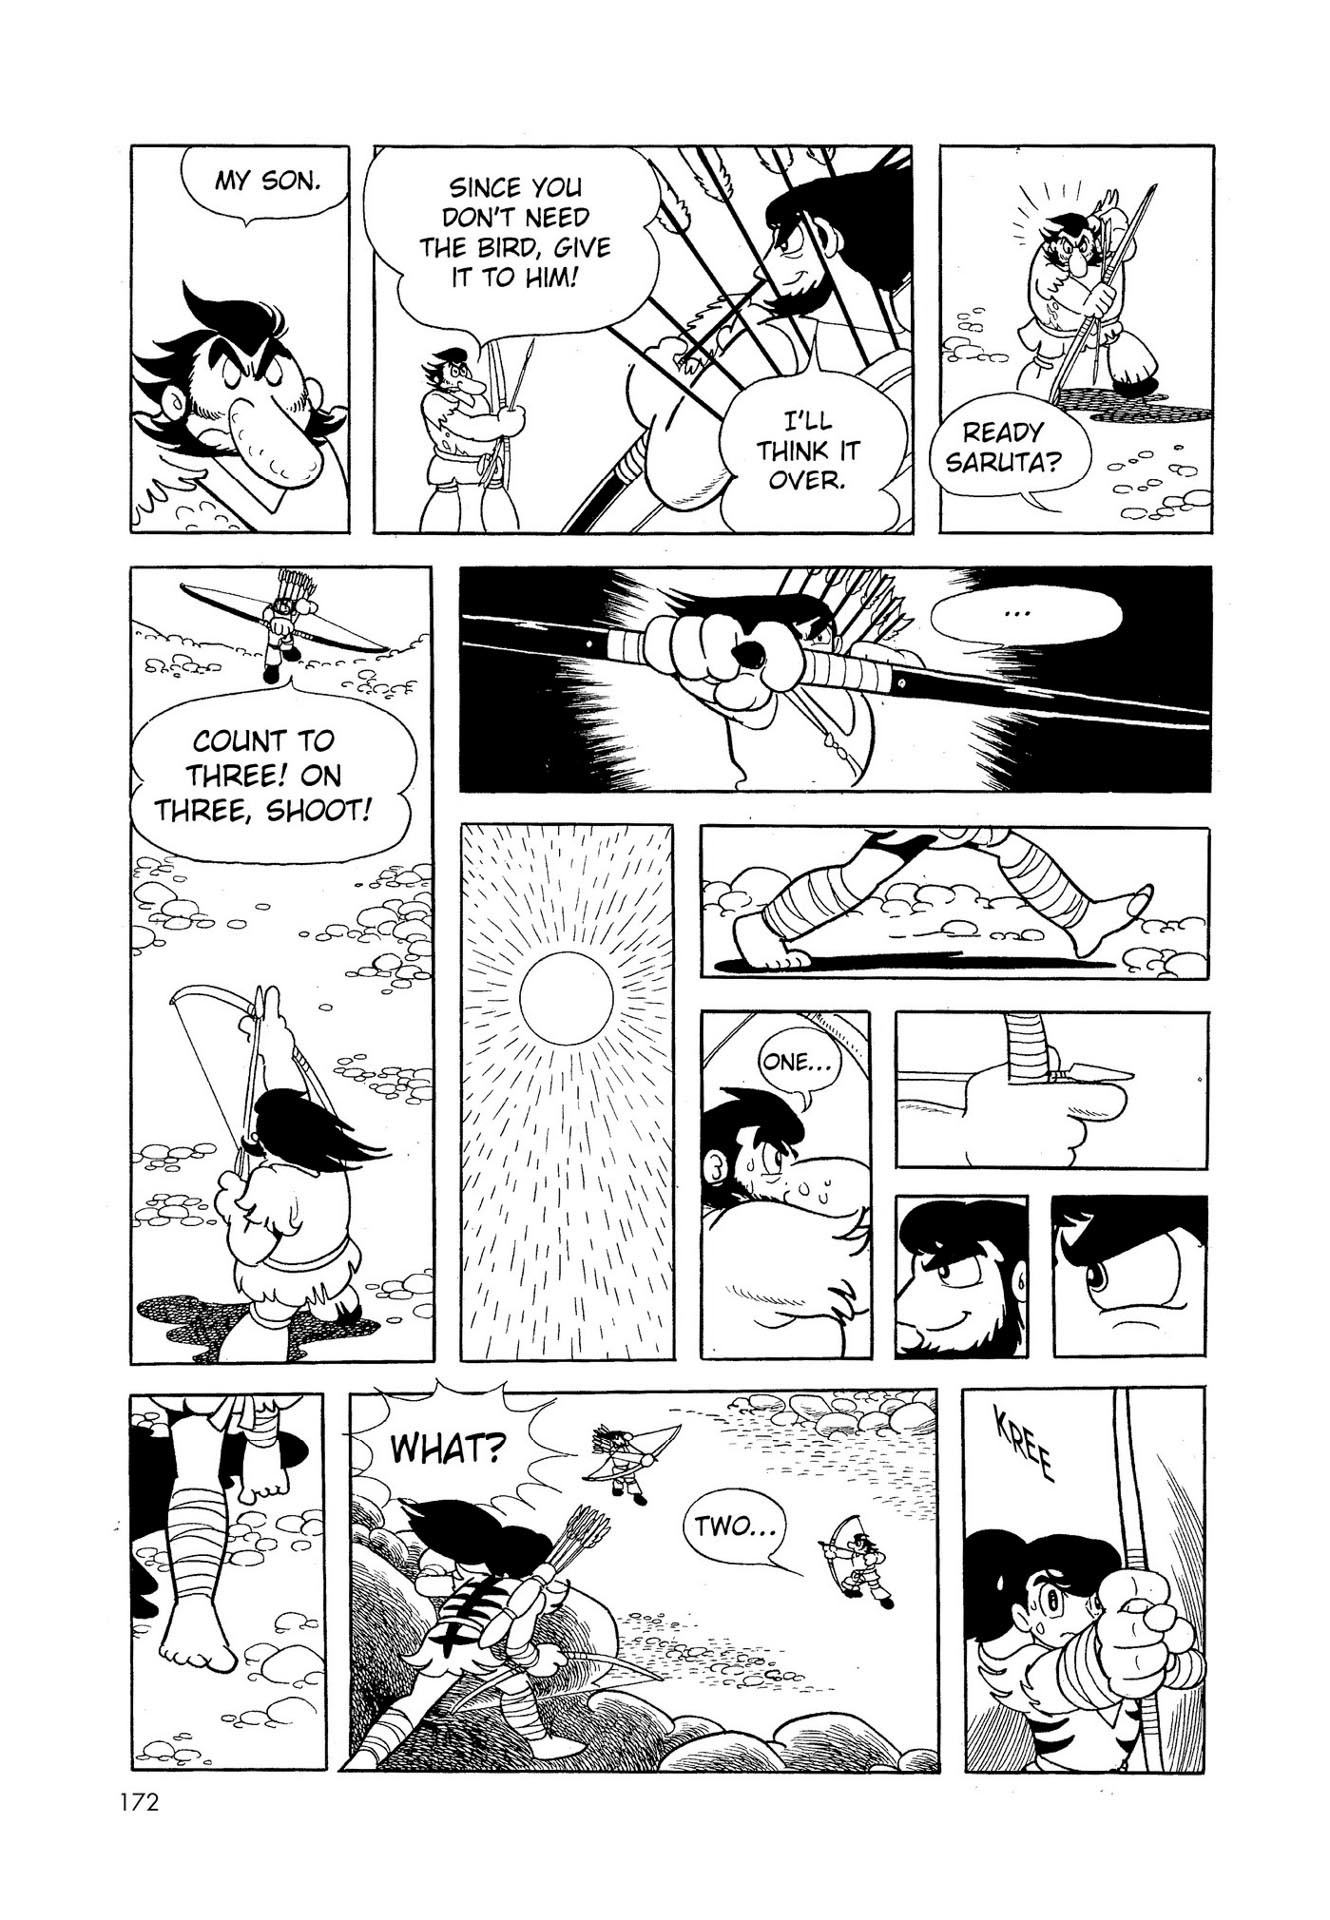 MY SON.
SINCE YOU
DON'T NEED
THE BIRD, GIVE
IT TO HIM!
I'LL
THINK IT
OVER.
READY
SARUTA?
COUNT TO
THREE! ON
THREE, SHOOT!
...
ONE...
WHAT?
TWO...
KREE
172